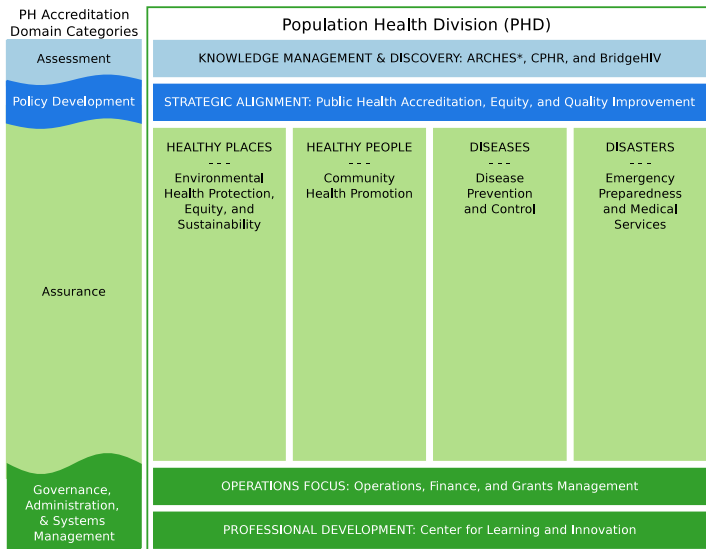 PH Accreditation
Domain Categories
Assessment
Policy Development
Assurance
Governance,
Administration,
& Systems
Management
Population Health Division (PHD)
KNOWLEDGE MANAGEMENT & DISCOVERY: ARCHES*, CPHR, and BridgeHIV
STRATEGIC ALIGNMENT: Public Health Accreditation, Equity, and Quality Improvement
HEALTHY PLACES
- - -
Environmental
Health Protection,
Equity, and
Sustainability
HEALTHY PEOPLE
- - -
Community
Health Promotion
DISEASES
- - -
Disease
Prevention
and Control
DISASTERS
- - -
Emergency
Preparedness
and Medical
Services
OPERATIONS FOCUS: Operations, Finance, and Grants Management
PROFESSIONAL DEVELOPMENT: Center for Learning and Innovation